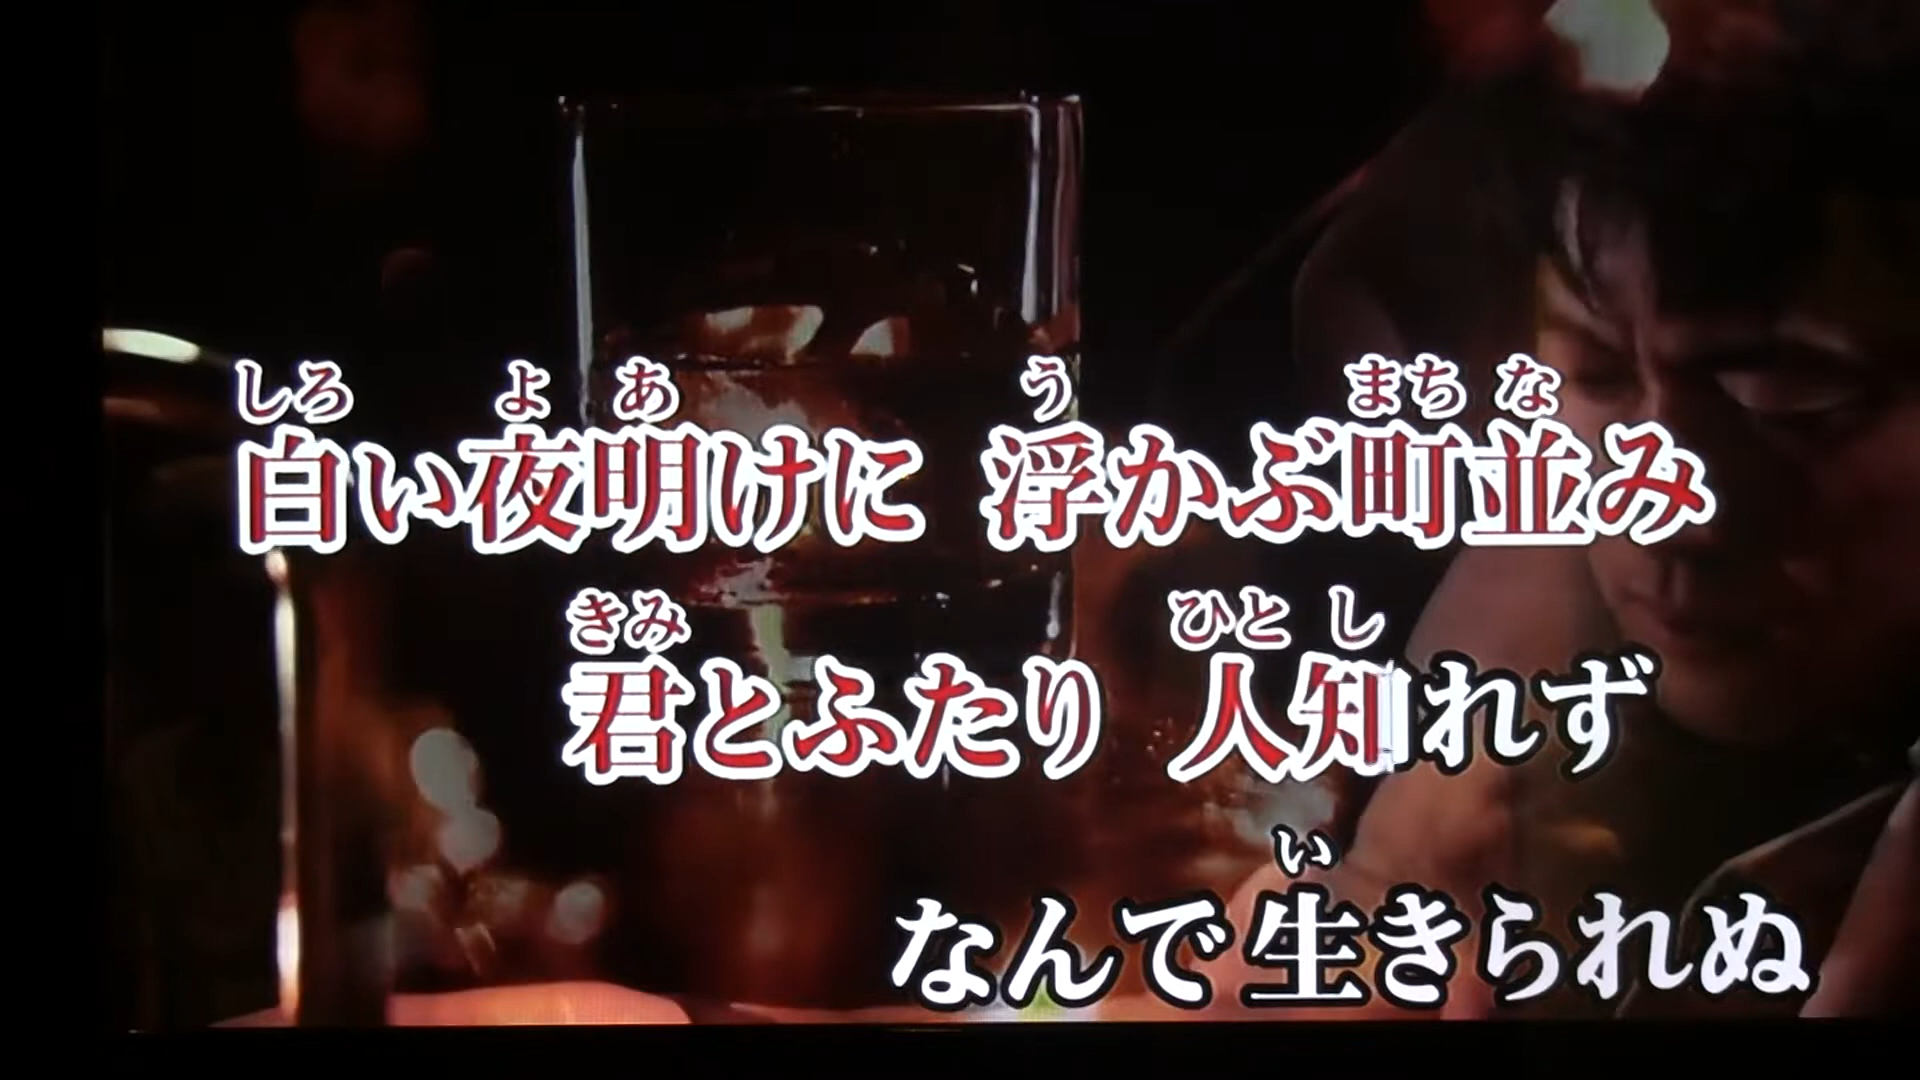 しろ よ あ う まち な
白い夜明けに 浮かぶ町並み
きみ ひと し
君とふたり 人知れず
い
なんで生きられぬ